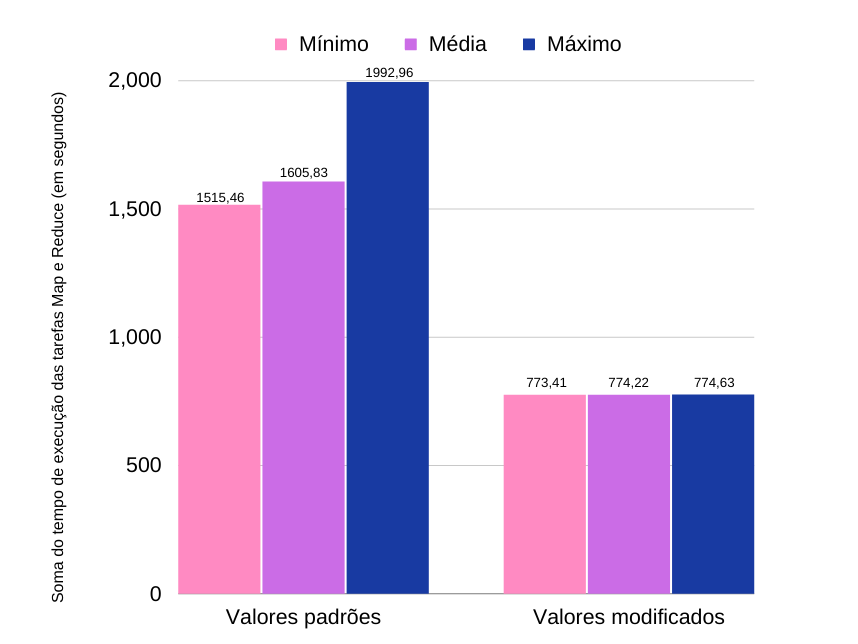 Mínimo Média Máximo
Soma do tempo de execução das tarefas Map e Reduce (em segundos)
2,000
1,500
1,000
500
0
1515,46
1605,83
1992,96
773,41
774,22
774,63
Valores padrões
Valores modificados